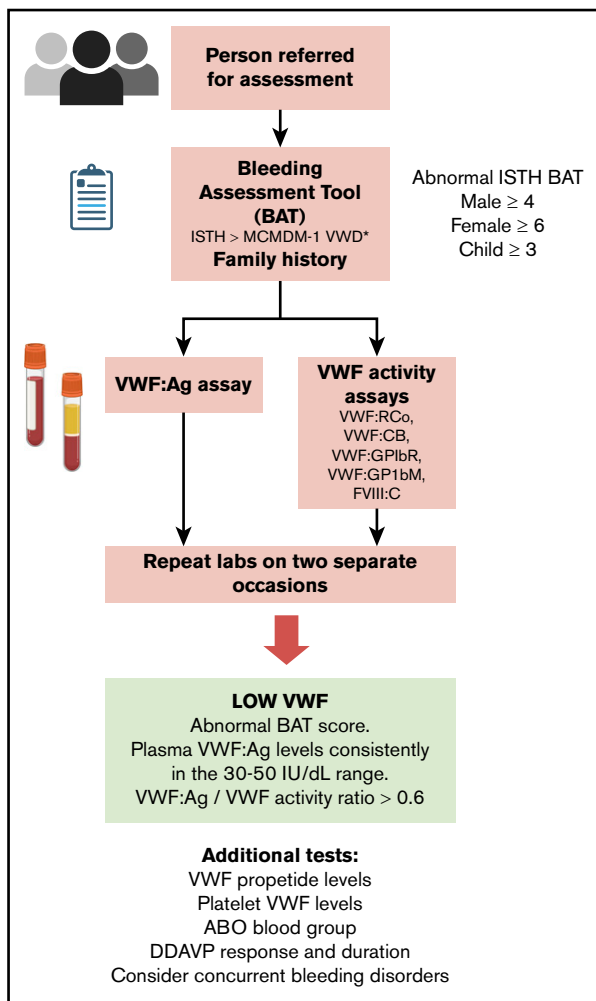 Person referred
for assessment
Bleeding
Assessment Tool
(BAT)
ISTH > MCMDM-1 VWD*
Family history
Abnormal ISTH BAT
Male ≥ 4
Female ≥ 6
Child ≥ 3
VWF:Ag assay
VWF activity
assays
VWF:RCo,
VWF:CB,
VWF:GPIbR,
VWF:GP1bM,
FVIII:C
Repeat labs on two separate
occasions
LOW VWF
Abnormal BAT score.
Plasma VWF:Ag levels consistently
in the 30-50 IU/dL range.
VWF:Ag / VWF activity ratio > 0.6
Additional tests:
VWF propetide levels
Platelet VWF levels
ABO blood group
DDAVP response and duration
Consider concurrent bleeding disorders